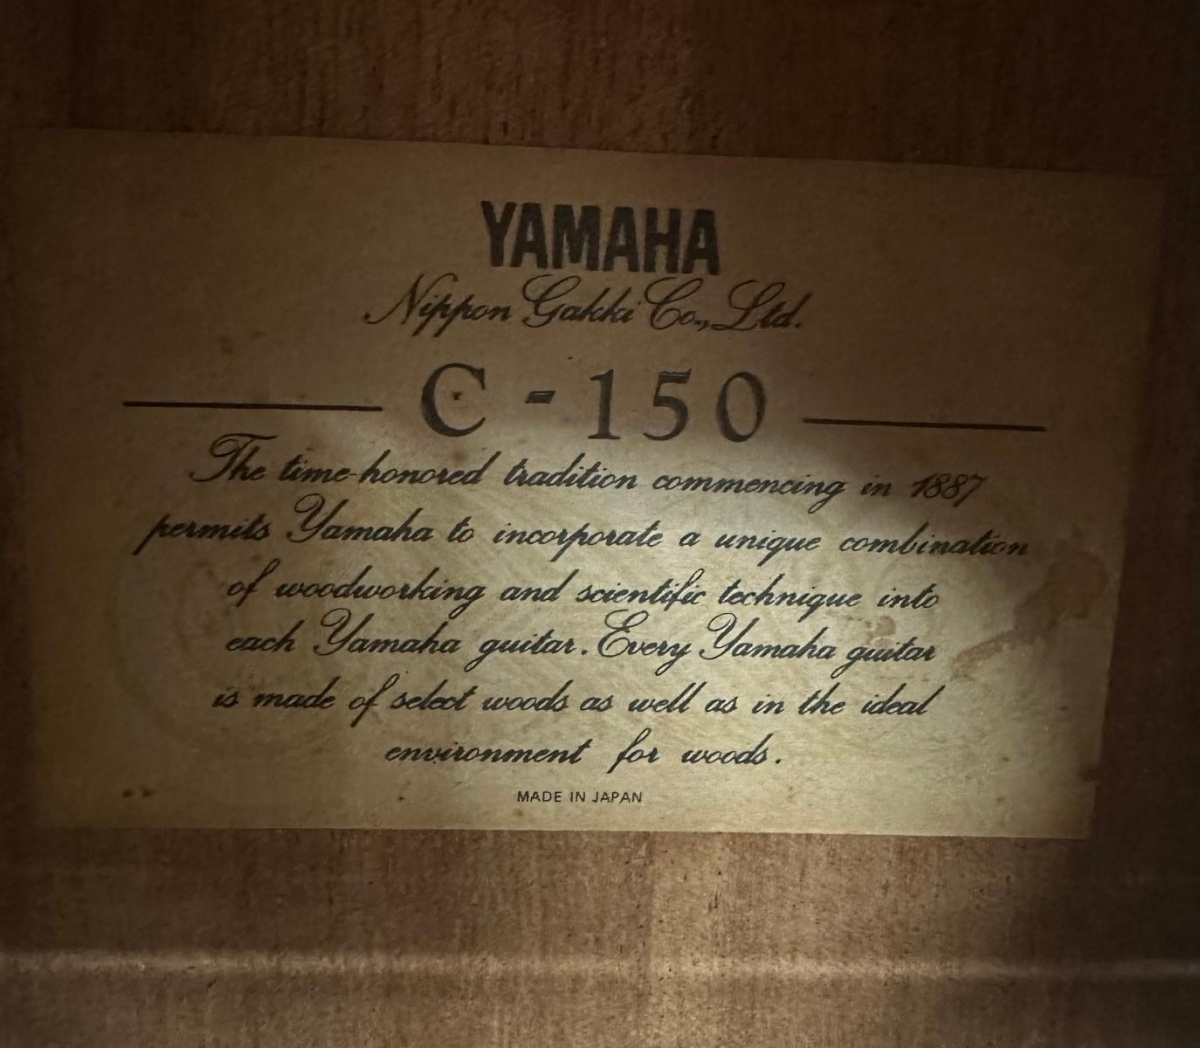 YAMAHA
Nippon Gakki Co., Ltd.
C - 150
The time-honored tradition commencing in 1887
permits Yamaha to incorporate a unique combination
of woodworking and scientific technique into
each Yamaha guitar. Every Yamaha guitar
is made of select woods as well as in the ideal
environment for woods.
MADE IN JAPAN